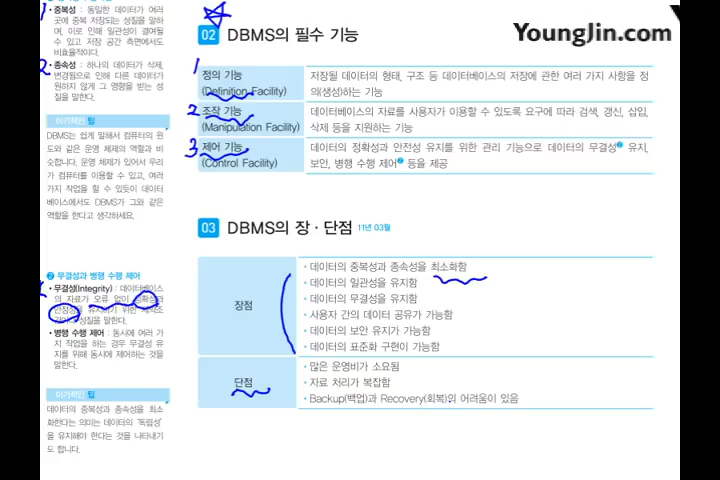 • 중복성 : 동일한 데이터가 여러
곳에 중복 저장되는 성질을 말하
며, 이로 인해 일관성이 결여될
수 있고 저장 공간 측면에서도
비효율적이다.
• 종속성 : 하나의 데이터가 삭제,
변경됨으로 인해 다른 데이터가
원하지 않게 그 영향을 받는 성
질을 말한다.
이기적인 팁
DBMS는 쉽게 말해서 컴퓨터의 윈
도와 같은 운영 체제의 역할과 비
슷합니다. 운영 체제가 있어서 우리
가 컴퓨터를 이용할 수 있고, 여러
가지 작업을 할 수 있듯이 데이터
베이스에서도 DBMS가 그와 같은
역할을 한다고 생각하세요.
❷ 무결성과 병행 수행 제어
• 무결성(Integrity) : 데이터베이스
의 자료가 오류 없이 정확성과
안정성을 유지하기 위한
성질을 말한다.
• 병행 수행 제어 : 동시에 여러 가
지 작업을 하는 경우 무결성 유
지를 위해 동시에 제어하는 것을
말한다.
이기적인 팁
데이터의 중복성과 종속성을 최소
화한다는 의미는 데이터의 '독립성'
을 유지해야 한다는 것을 나타내기
도 합니다.
YoungJin.com
02 DBMS의 필수 기능
1 정의 기능
(Definition Facility)
저장될 데이터의 형태, 구조 등 데이터베이스의 저장에 관한 여러 가지 사항을 정
의(생성)하는 기능
2 조작 기능
(Manipulation Facility)
데이터베이스의 자료를 사용자가 이용할 수 있도록 요구에 따라 검색, 갱신, 삽입,
삭제 등을 지원하는 기능
3 제어 기능
(Control Facility)
데이터의 정확성과 안전성 유지를 위한 관리 기능으로 데이터의 무결성❷ 유지,
보안, 병행 수행 제어❷ 등을 제공
03 DBMS의 장·단점 11년 03월
장점
• 데이터의 중복성과 종속성을 최소화함
• 데이터의 일관성을 유지함
• 데이터의 무결성을 유지함
• 사용자 간의 데이터 공유가 가능함
• 데이터의 보안 유지가 가능함
• 데이터의 표준화 구현이 가능함
단점
• 많은 운영비가 소요됨
• 자료 처리가 복잡함
• Backup(백업)과 Recovery(회복)의 어려움이 있음